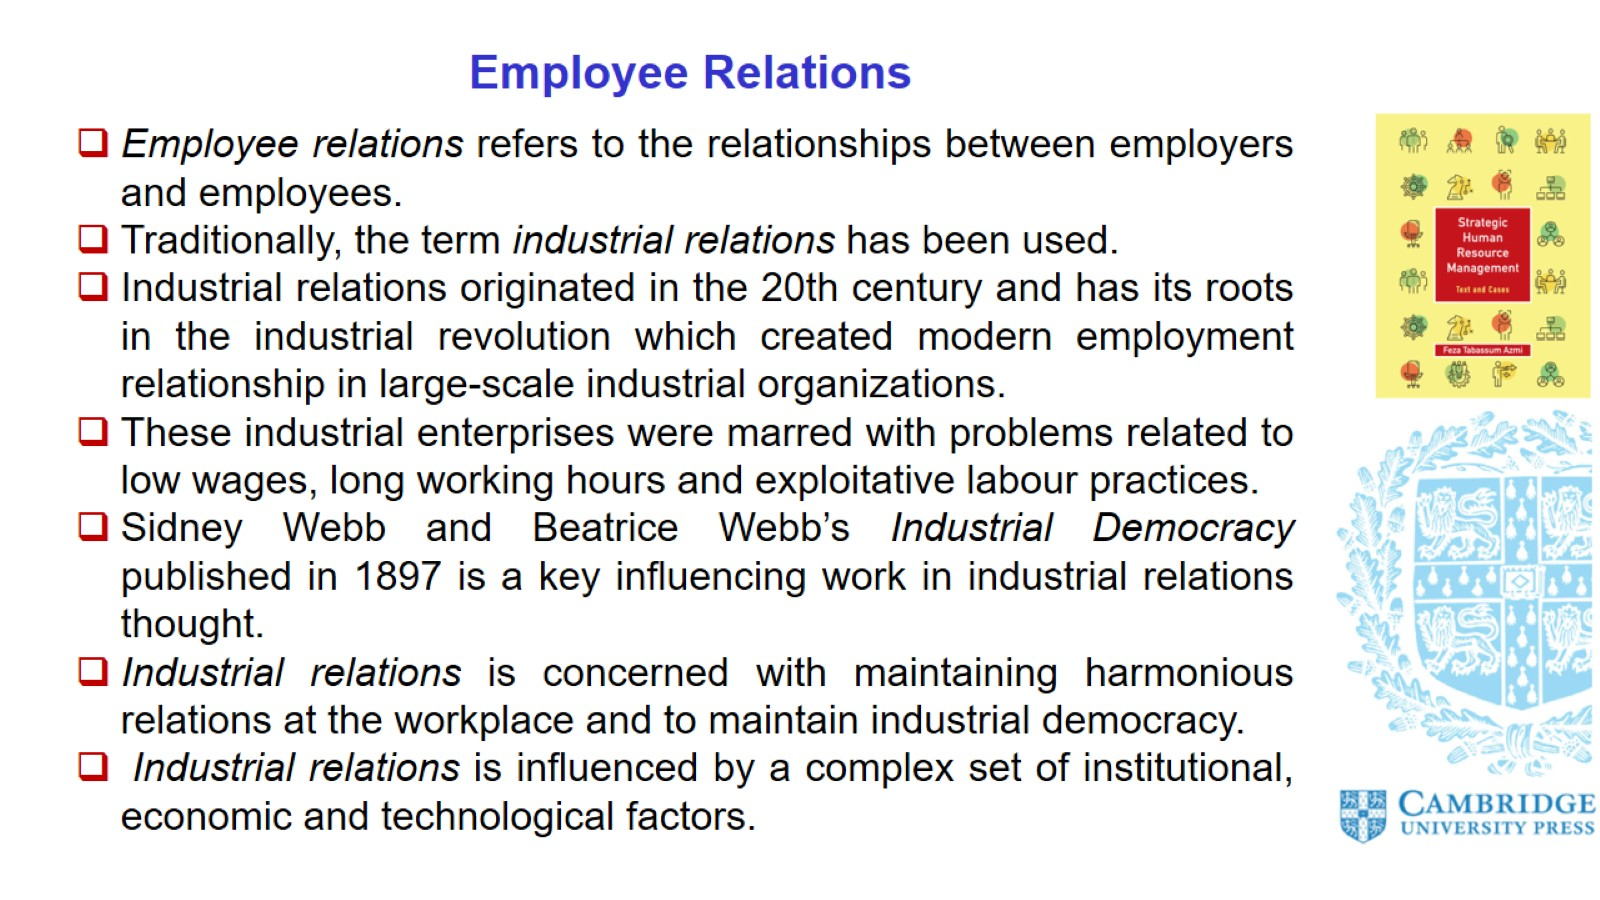 Employee Relations
Employee relations refers to the relationships between employers
and employees.
Traditionally, the term industrial relations has been used.
Industrial relations originated in the 20th century and has its roots
in the industrial revolution which created modern employment
relationship in large-scale industrial organizations.
These industrial enterprises were marred with problems related to
low wages, long working hours and exploitative labour practices.
Sidney Webb and Beatrice Webb’s Industrial Democracy
published in 1897 is a key influencing work in industrial relations
thought.
Industrial relations is concerned with maintaining harmonious
relations at the workplace and to maintain industrial democracy.
Industrial relations is influenced by a complex set of institutional,
economic and technological factors.
Strategic
Human
Resource
Management
Text and Cases
Feza Tabassum Azmi
CAMBRIDGE
UNIVERSITY PRESS